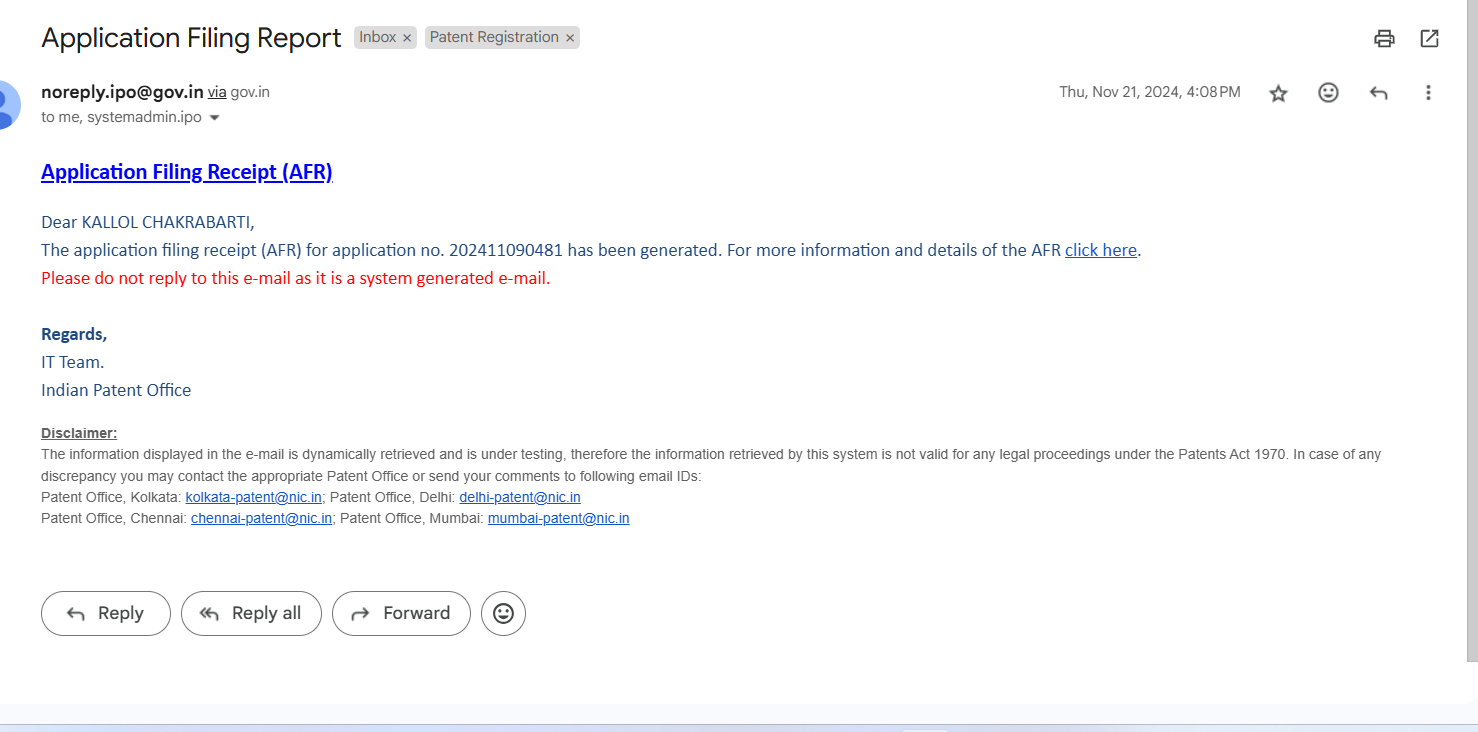 Application Filing Report Inbox × Patent Registration ×
noreply.ipo@gov.in via gov.in Thu, Nov 21, 2024, 4:08 PM
to me, systemadmin.ipo
Application Filing Receipt (AFR)
Dear KALLOL CHAKRABARTI,
The application filing receipt (AFR) for application no. 202411090481 has been generated. For more information and details of the AFR click here.
Please do not reply to this e-mail as it is a system generated e-mail.
Regards,
IT Team.
Indian Patent Office
Disclaimer:
The information displayed in the e-mail is dynamically retrieved and is under testing, therefore the information retrieved by this system is not valid for any legal proceedings under the Patents Act 1970. In case of any
discrepancy you may contact the appropriate Patent Office or send your comments to following email IDs:
Patent Office, Kolkata: kolkata-patent@nic.in; Patent Office, Delhi: delhi-patent@nic.in
Patent Office, Chennai: chennai-patent@nic.in; Patent Office, Mumbai: mumbai-patent@nic.in
Reply Reply all Forward